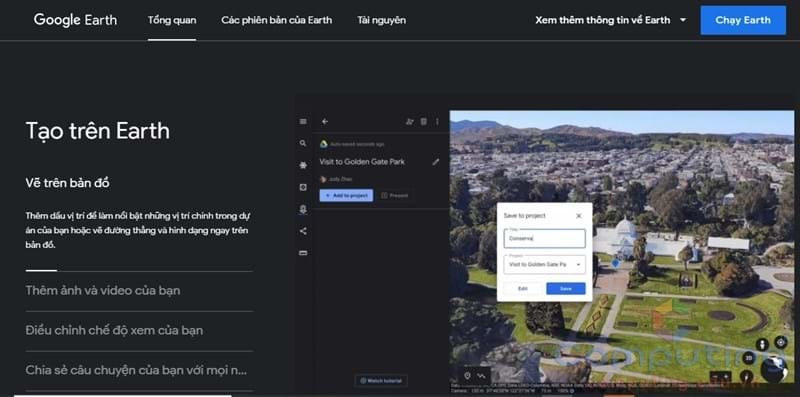 Google Earth
Tổng quan
Các phiên bản của Earth
Tài nguyên
Xem thêm thông tin về Earth
Chạy Earth
Tạo trên Earth
Vẽ trên bản đồ
Thêm dấu vị trí để làm nổi bật những vị trí chính trong dự
án của bạn hoặc vẽ đường thẳng và hình dạng ngay trên
bản đồ.
Thêm ảnh và video của bạn
Điều chỉnh chế độ xem của bạn
Chia sẻ câu chuyện của bạn với mọi n...
Auto-saved seconds ago
Visit to Golden Gate Park
Judy Zhao
+ Add to project
Present
Watch tutorial
Save to project
Title
Conserva
Project
Visit to Golden Gate Pa
Edit
Save
2D
computing